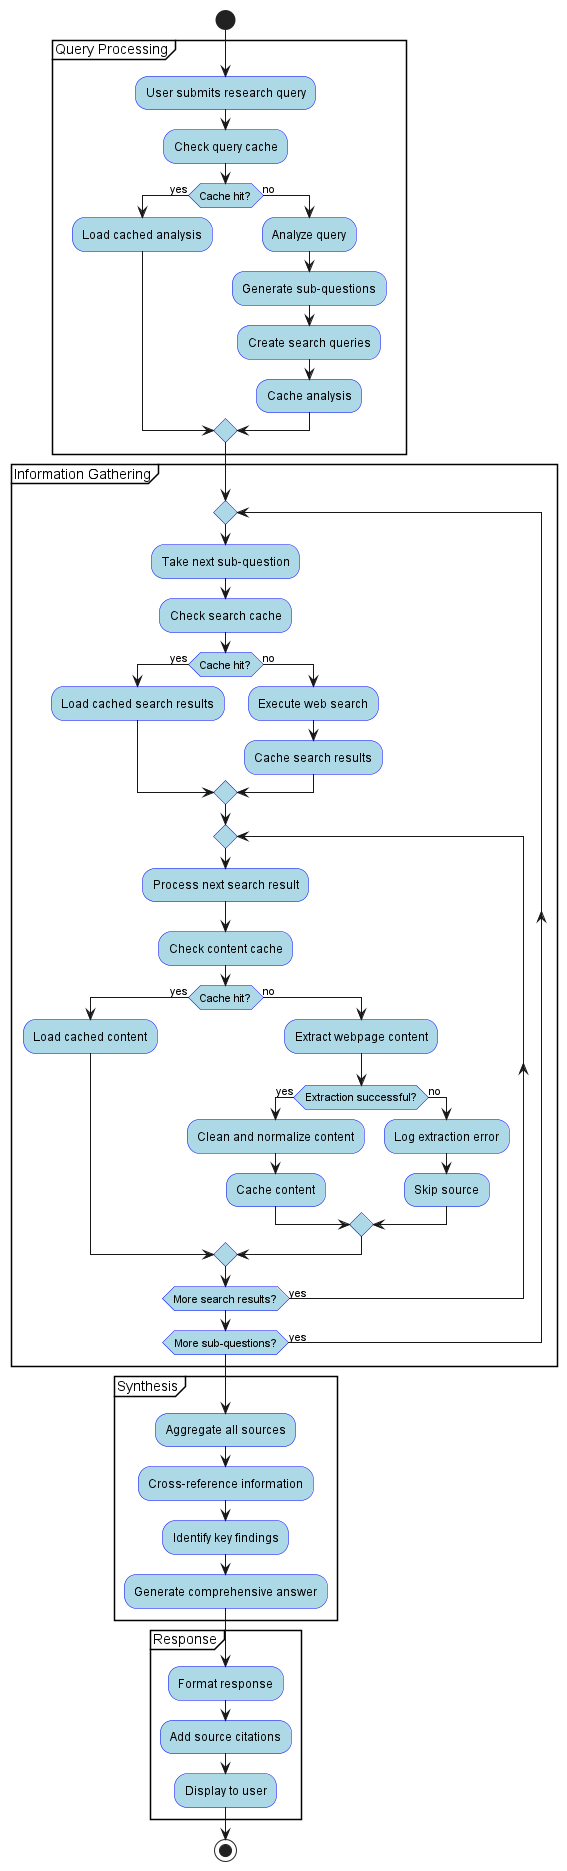 Query Processing
User submits research query
Check query cache
yes
Cache hit?
no
Load cached analysis
Analyze query
Generate sub-questions
Create search queries
Cache analysis
Information Gathering
Take next sub-question
Check search cache
yes
Cache hit?
no
Load cached search results
Execute web search
Cache search results
Process next search result
Check content cache
yes
Cache hit?
no
Load cached content
Extract webpage content
yes
Extraction successful?
no
Clean and normalize content
Log extraction error
Cache content
Skip source
More search results?
yes
More sub-questions?
yes
Synthesis
Aggregate all sources
Cross-reference information
Identify key findings
Generate comprehensive answer
Response
Format response
Add source citations
Display to user